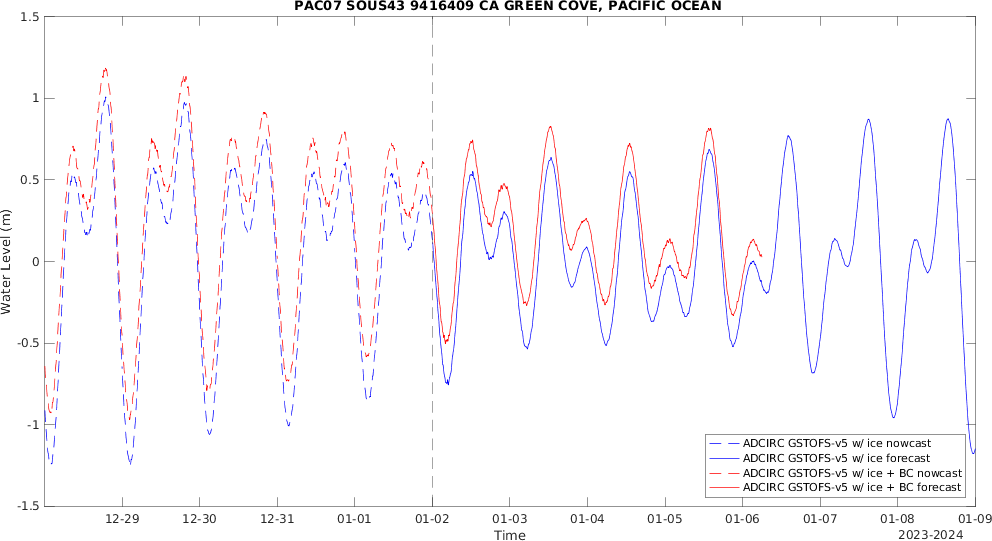 PAC07 SOUS43 9416409 CA GREEN COVE, PACIFIC OCEAN
1.5
1
0.5
0
-0.5
-1
-1.5
Water Level (m)
ADCIRC GSTOFS-v5 w/ ice nowcast
ADCIRC GSTOFS-v5 w/ ice forecast
ADCIRC GSTOFS-v5 w/ ice + BC nowcast
ADCIRC GSTOFS-v5 w/ ice + BC forecast
12-29 12-30 12-31 01-01 01-02 01-03 01-04 01-05 01-06 01-07 01-08 01-09
Time
2023-2024